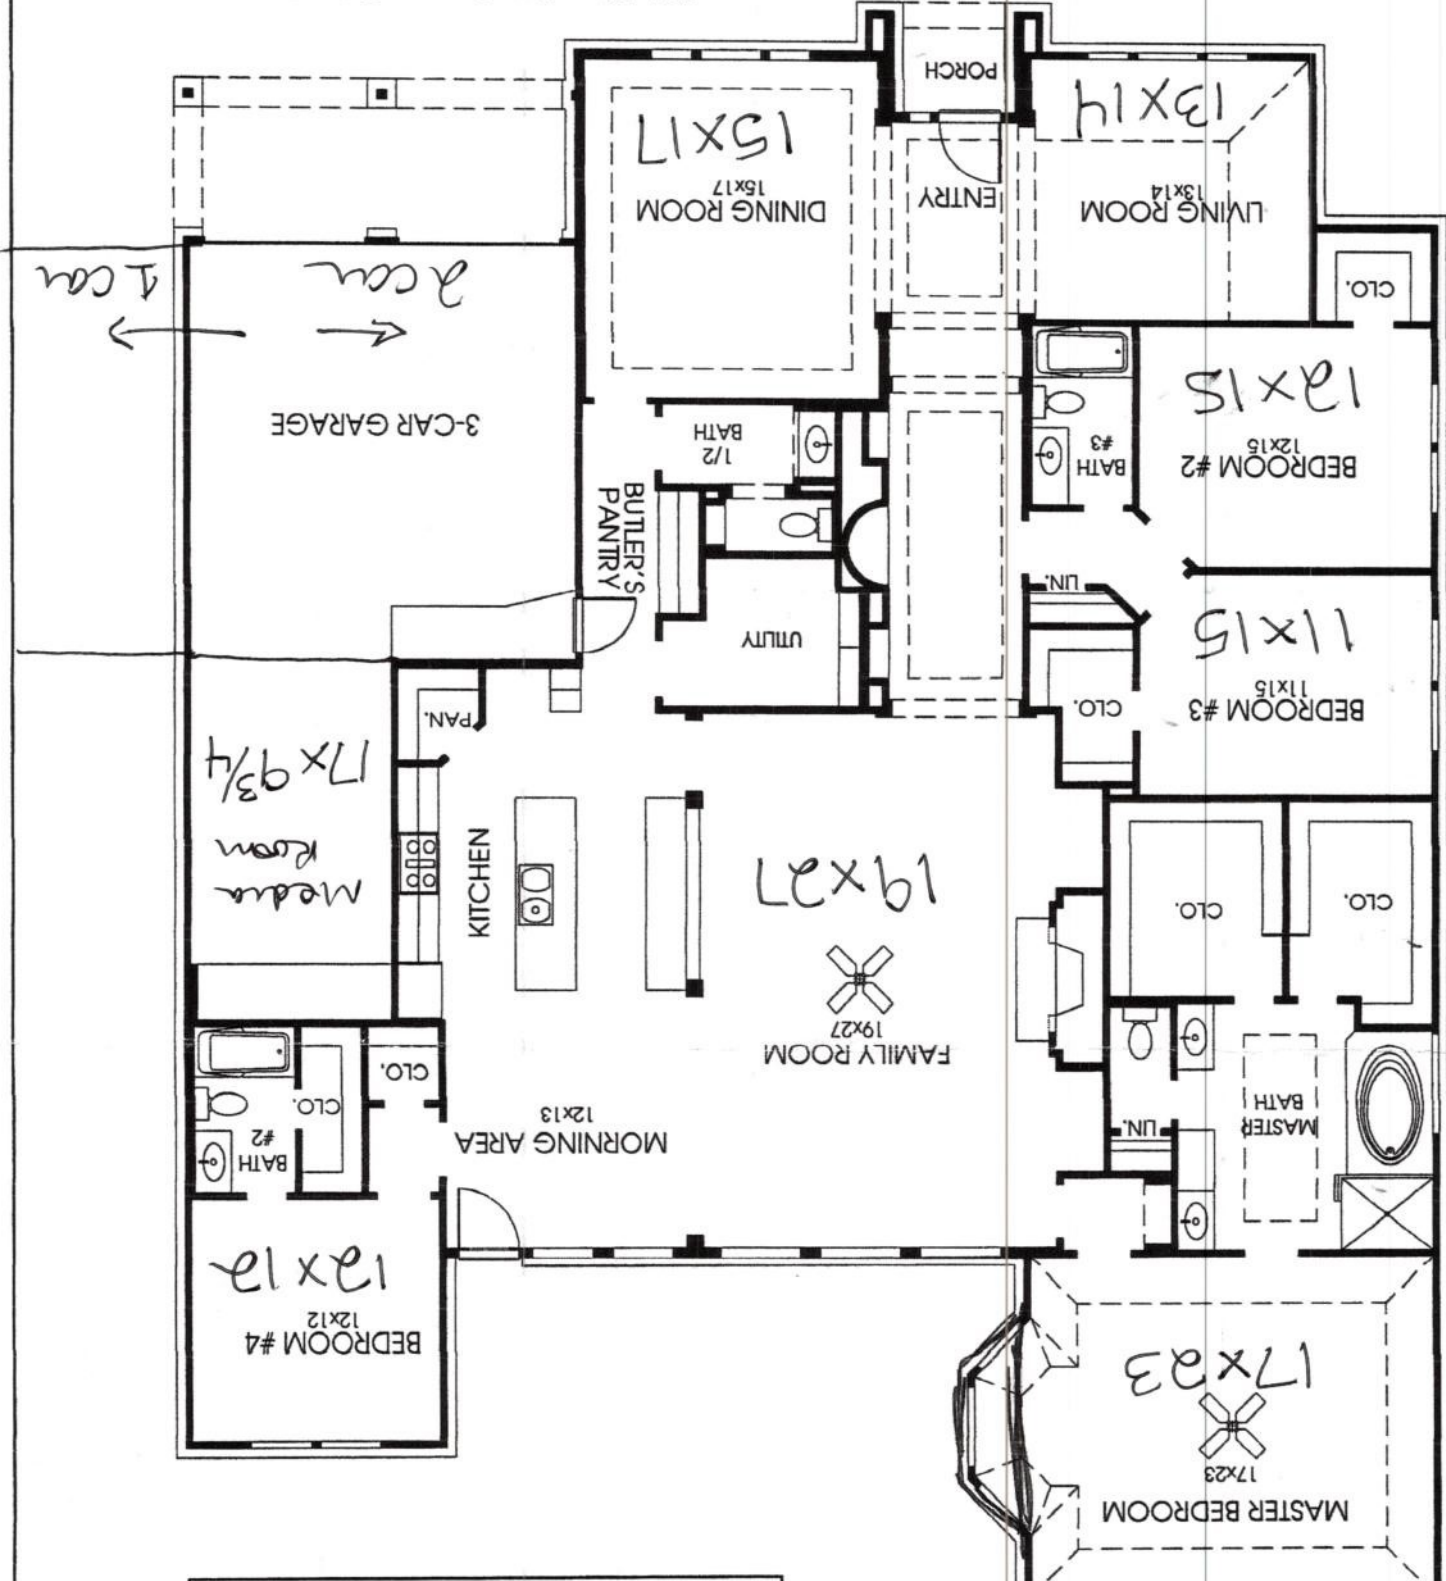 MASTER BEDROOM
17x23
17x23
BEDROOM #4
12x12
12x12
MASTER
BATH
LIN.
MORNING AREA
12x13
BATH
#2
CLO.
CLO.
FAMILY ROOM
19x27
19x27
CLO.
CLO.
KITCHEN
Media
Room
17x9 3/4
PAN.
BEDROOM #3
11x15
11x15
CLO.
LIN.
UTILITY
BUTLER'S
PANTRY
BEDROOM #2
12x15
12x15
BATH
#3
1/2
BATH
3-CAR GARAGE
2 car
1 car
CLO.
LIVING ROOM
13x14
13x14
ENTRY
DINING ROOM
15x17
15x17
PORCH